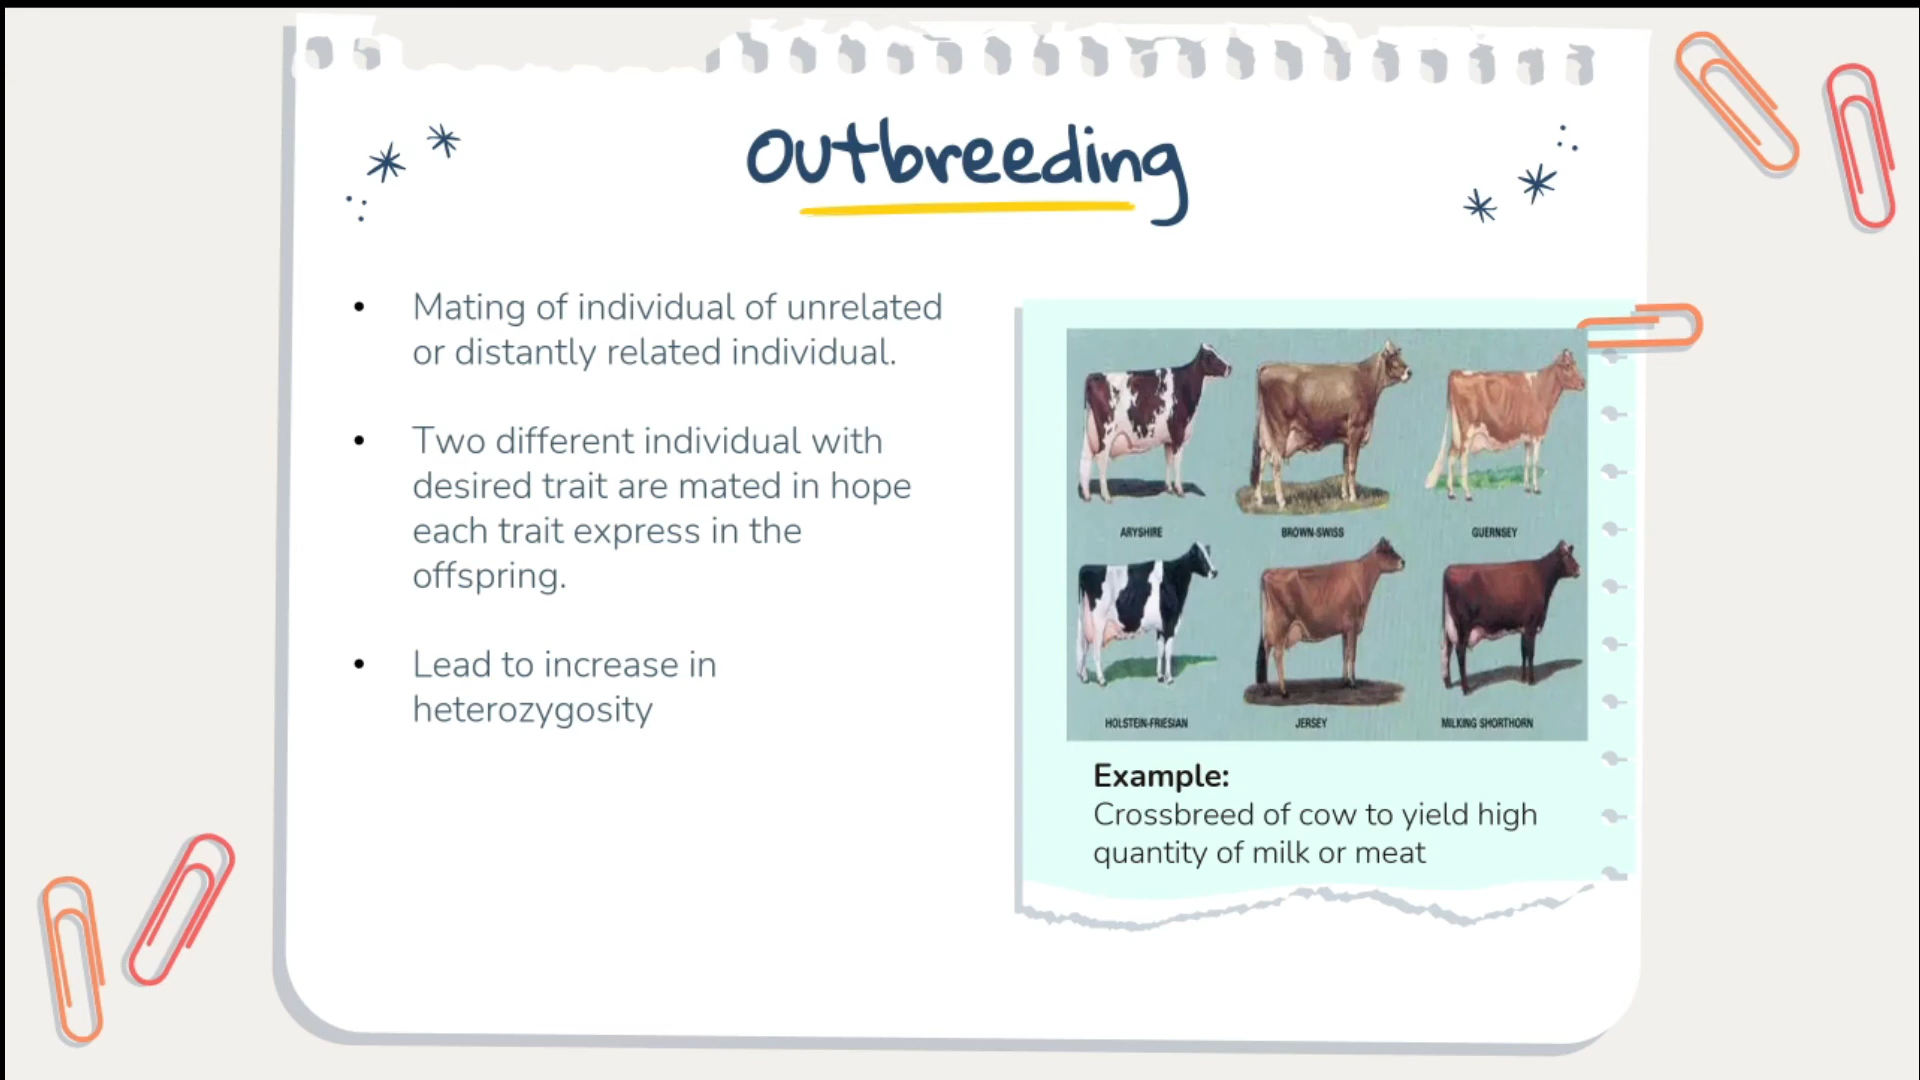 Outbreeding
• Mating of individual of unrelated
or distantly related individual.
• Two different individual with
desired trait are mated in hope
each trait express in the
offspring.
• Lead to increase in
heterozygosity
ARYSHIRE
BROWN-SWISS
GUERNSEY
HOLSTEIN-FRIESIAN
JERSEY
MILKING SHORTHORN
Example:
Crossbreed of cow to yield high
quantity of milk or meat